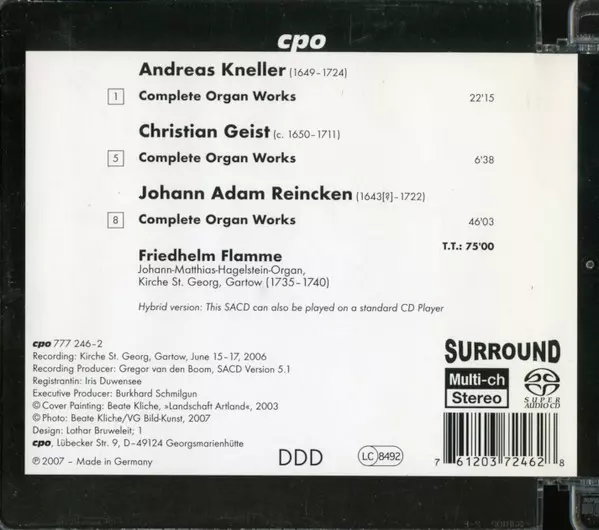 cpo
Andreas Kneller (1649–1724)
1 Complete Organ Works 22'15
Christian Geist (c. 1650–1711)
5 Complete Organ Works 6'38
Johann Adam Reincken (1643[?]–1722)
8 Complete Organ Works 46'03
T.T.: 75'00
Friedhelm Flamme
Johann-Matthias-Hagelstein-Organ,
Kirche St. Georg, Gartow (1735–1740)
Hybrid version: This SACD can also be played on a standard CD Player
cpo 777 246–2
Recording: Kirche St. Georg, Gartow, June 15–17, 2006
Recording Producer: Gregor van den Boom, SACD Version 5.1
Registrantin: Iris Duwensee
Executive Producer: Burkhard Schmilgun
© Cover Painting: Beate Kliche, »Landschaft Artland«, 2003
© Photo: Beate Kliche/VG Bild-Kunst, 2007
Design: Lothar Bruweleit; 1
cpo, Lübecker Str. 9, D–49124 Georgsmarienhütte
℗ 2007 – Made in Germany
DDD
LC 8492
SURROUND
Multi-ch
Stereo
SUPER AUDIO CD
7 61203 72462 8